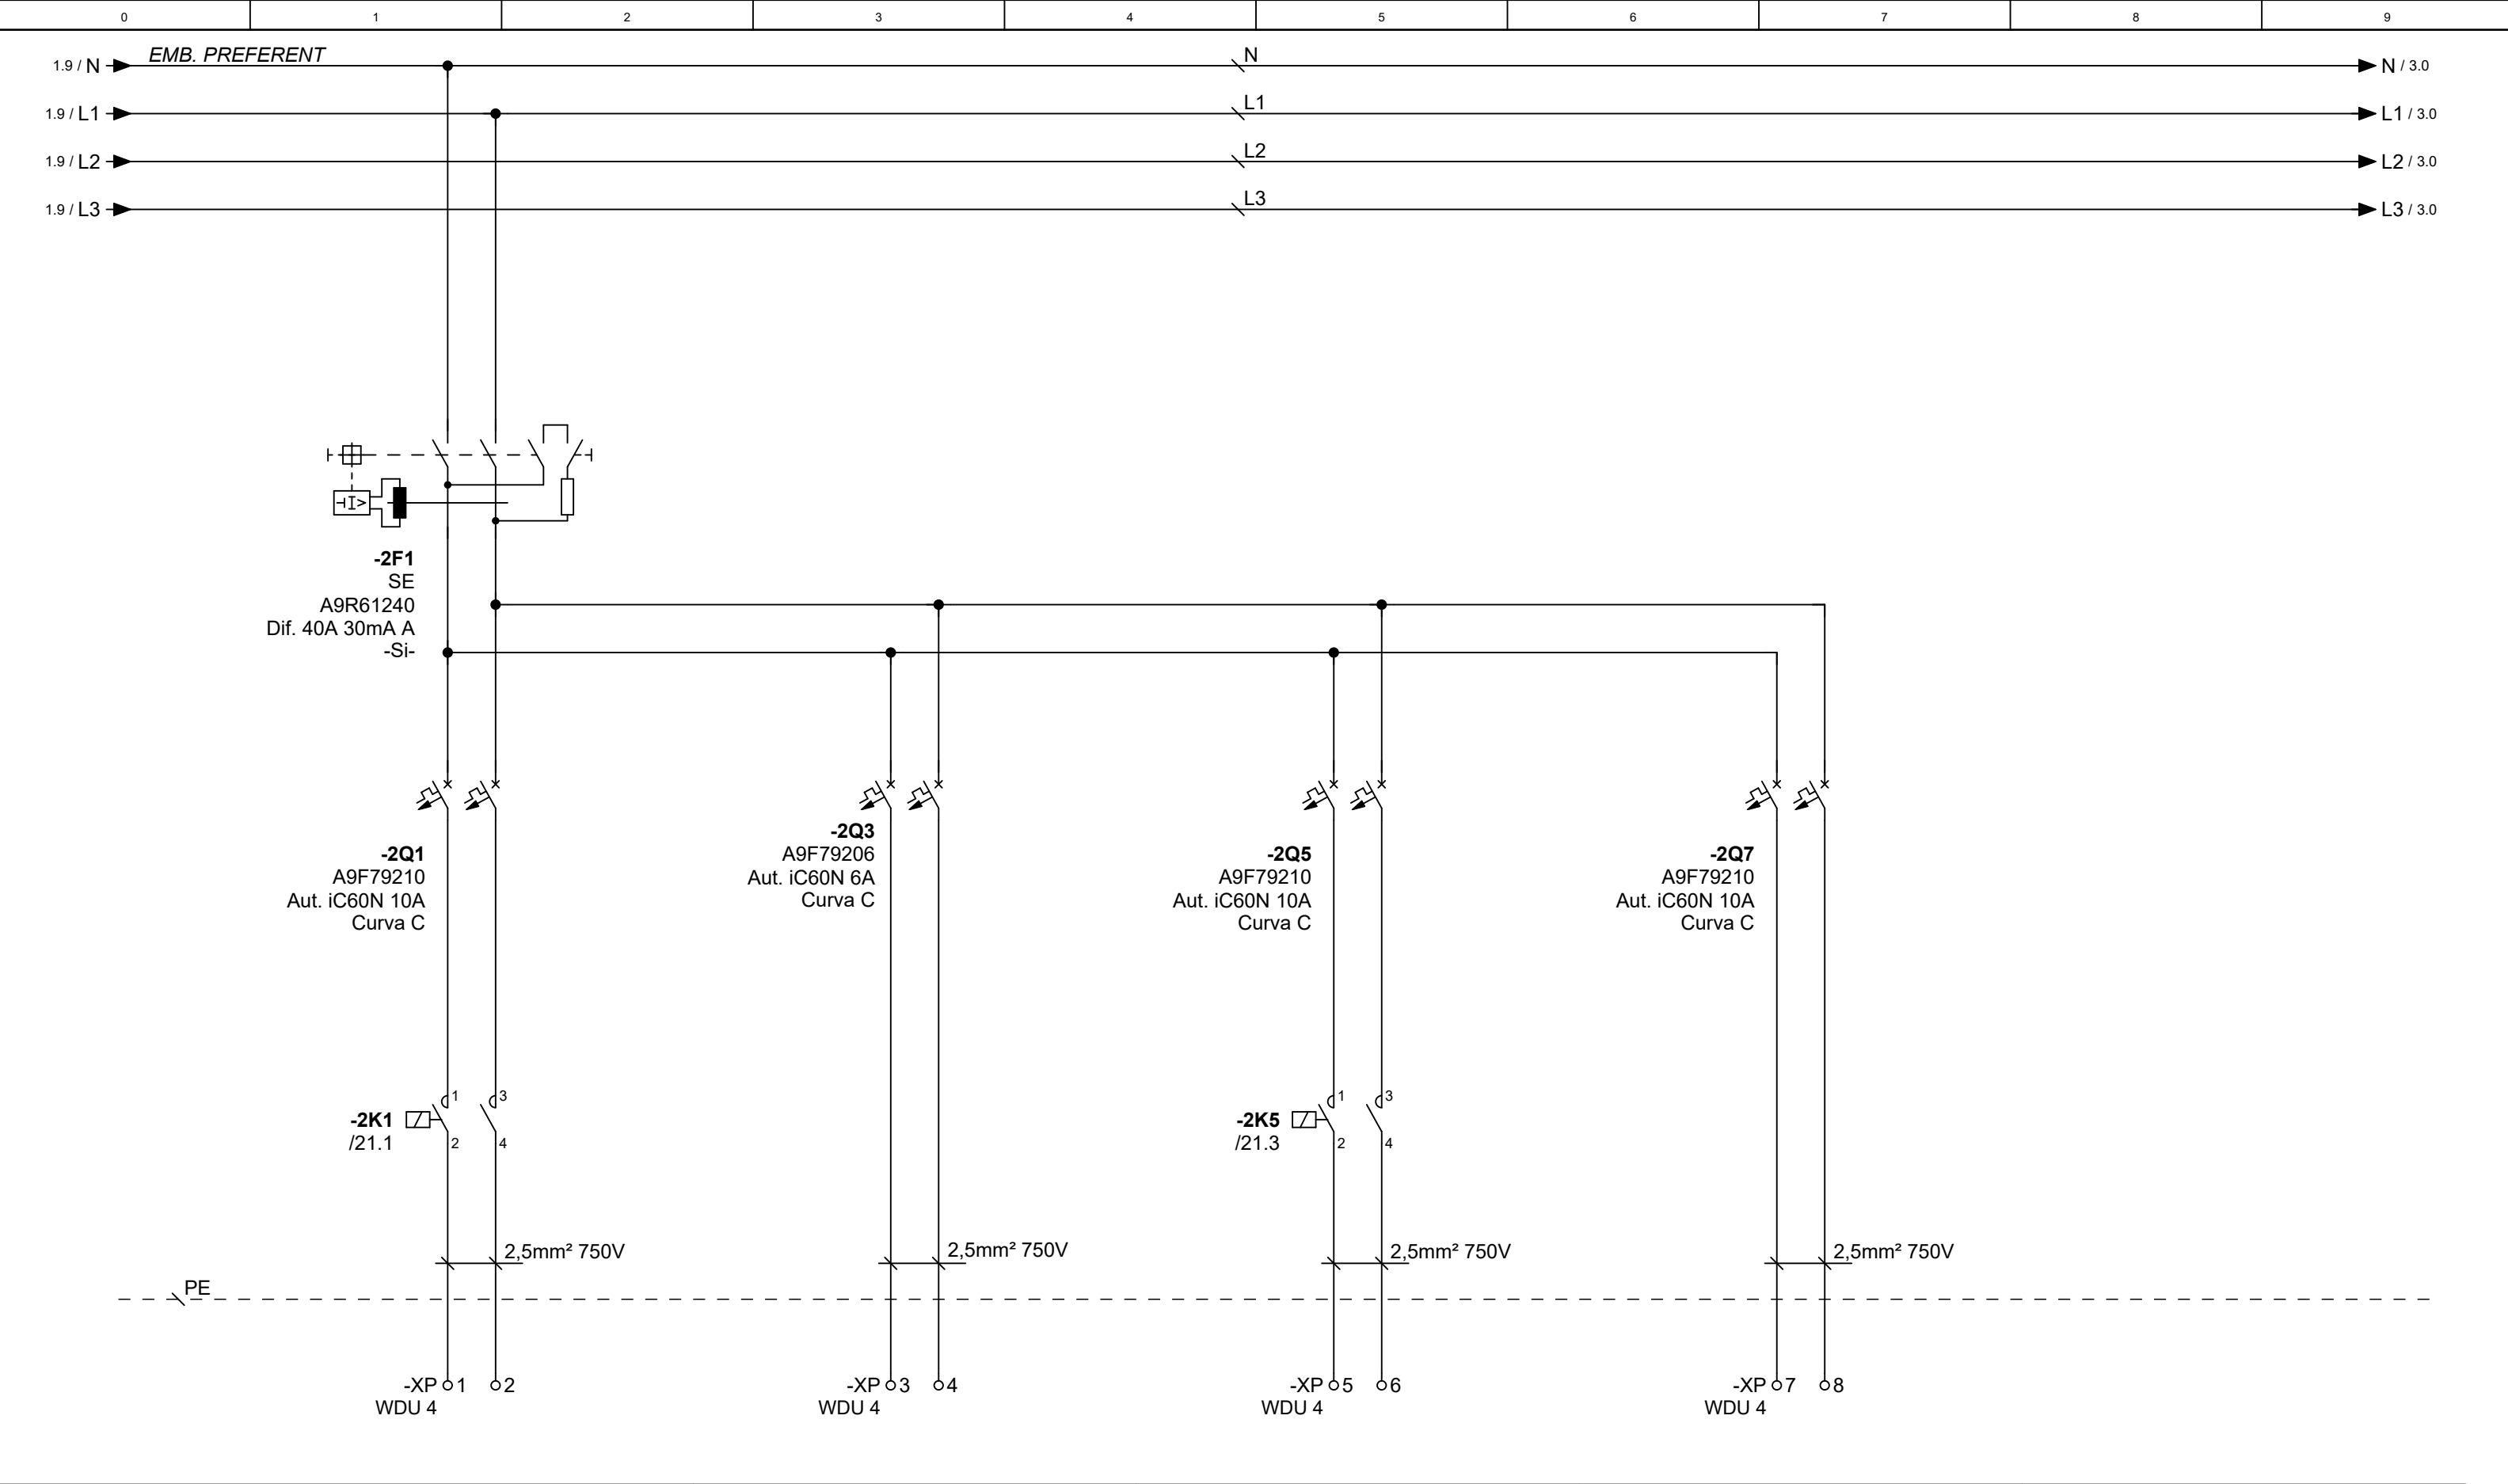 0 1 2 3 4 5 6 7 8 9
EMB. PREFERENT
1.9 / N N N / 3.0
1.9 / L1 L1 L1 / 3.0
1.9 / L2 L2 L2 / 3.0
1.9 / L3 L3 L3 / 3.0
-I>
-2F1
SE
A9R61240
Dif. 40A 30mA A
-Si-
-2Q1
A9F79210
Aut. iC60N 10A
Curva C
-2Q3
A9F79206
Aut. iC60N 6A
Curva C
-2Q5
A9F79210
Aut. iC60N 10A
Curva C
-2Q7
A9F79210
Aut. iC60N 10A
Curva C
-2K1
/21.1
1 3
2 4
-2K5
/21.3
1 3
2 4
2,5mm² 750V
2,5mm² 750V
2,5mm² 750V
2,5mm² 750V
PE
-XP 1 2
WDU 4
-XP 3 4
WDU 4
-XP 5 6
WDU 4
-XP 7 8
WDU 4